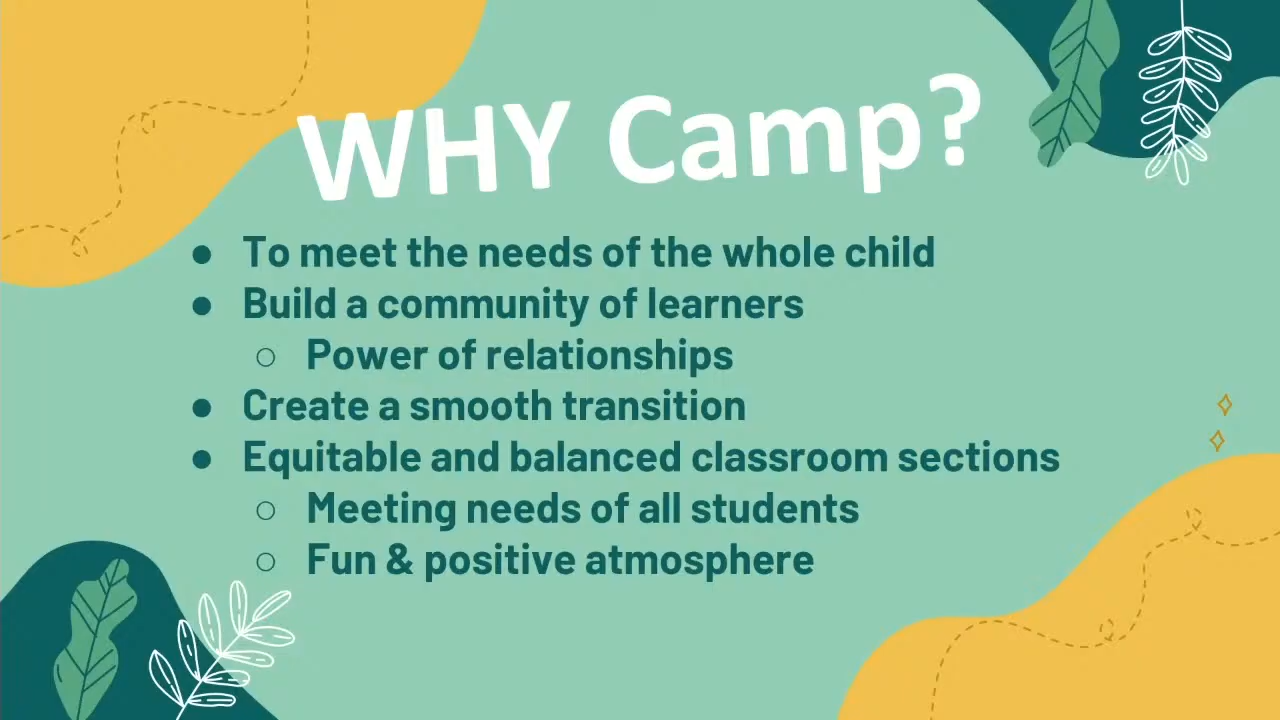 WHY Camp?
● To meet the needs of the whole child
● Build a community of learners
○ Power of relationships
● Create a smooth transition
● Equitable and balanced classroom sections
○ Meeting needs of all students
○ Fun & positive atmosphere